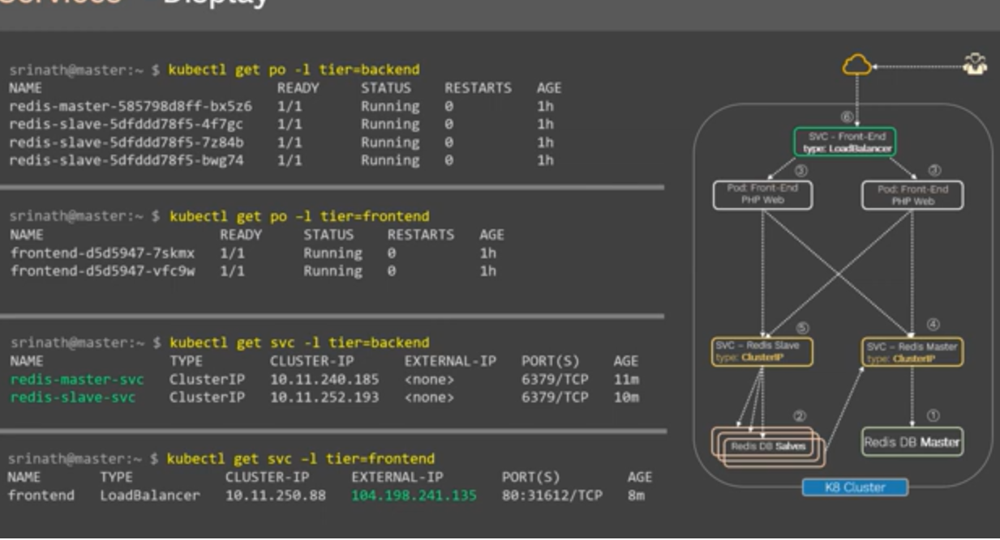 Services - Display
srinath@master:~ $ kubectl get po -l tier=backend
NAME READY STATUS RESTARTS AGE
redis-master-585798d8ff-bx5z6 1/1 Running 0 1h
redis-slave-5dfddd78f5-4f7gc 1/1 Running 0 1h
redis-slave-5dfddd78f5-7z84b 1/1 Running 0 1h
redis-slave-5dfddd78f5-bwg74 1/1 Running 0 1h
srinath@master:~ $ kubectl get po –l tier=frontend
NAME READY STATUS RESTARTS AGE
frontend-d5d5947-7skmx 1/1 Running 0 1h
frontend-d5d5947-vfc9w 1/1 Running 0 1h
srinath@master:~ $ kubectl get svc -l tier=backend
NAME TYPE CLUSTER-IP EXTERNAL-IP PORT(S) AGE
redis-master-svc ClusterIP 10.11.240.185 <none> 6379/TCP 11m
redis-slave-svc ClusterIP 10.11.252.193 <none> 6379/TCP 10m
srinath@master:~ $ kubectl get svc –l tier=frontend
NAME TYPE CLUSTER-IP EXTERNAL-IP PORT(S) AGE
frontend LoadBalancer 10.11.250.88 104.198.241.135 80:31612/TCP 8m
⑥
SVC – Front-End
type: LoadBalancer
③
Pod: Front-End
PHP Web
③
Pod: Front-End
PHP Web
⑤
SVC – Redis Slave
type: ClusterIP
④
SVC – Redis Master
type: ClusterIP
②
Redis DB Salves
①
Redis DB Master
K8 Cluster